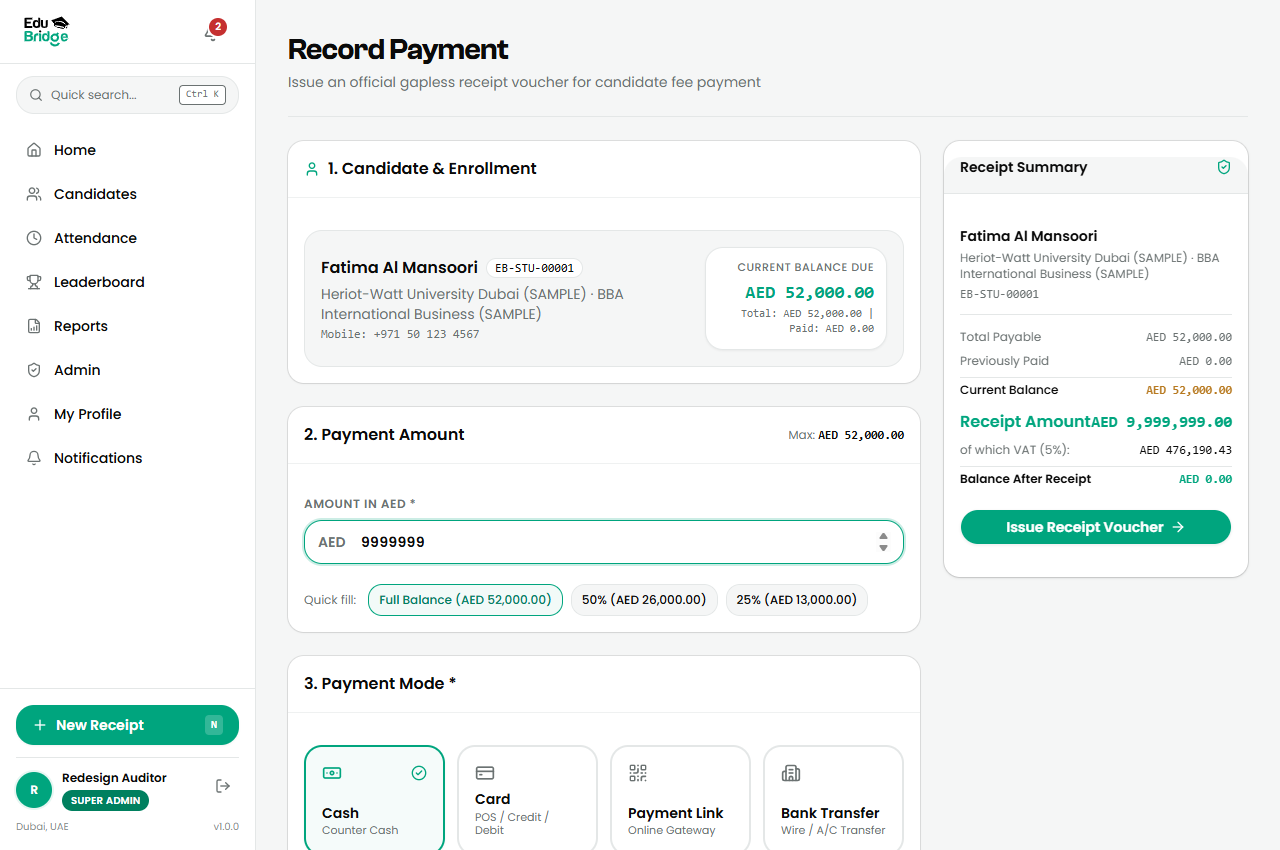 Edu
Bridge
2
Quick search...
Ctrl K
Home
Candidates
Attendance
Leaderboard
Reports
Admin
My Profile
Notifications
New Receipt
N
R
Redesign Auditor
SUPER ADMIN
Dubai, UAE
v1.0.0
Record Payment
Issue an official gapless receipt voucher for candidate fee payment
1. Candidate & Enrollment
Fatima Al Mansoori EB-STU-00001
Heriot-Watt University Dubai (SAMPLE) · BBA
International Business (SAMPLE)
Mobile: +971 50 123 4567
CURRENT BALANCE DUE
AED 52,000.00
Total: AED 52,000.00 |
Paid: AED 0.00
2. Payment Amount
Max: AED 52,000.00
AMOUNT IN AED *
AED 9999999
Quick fill: Full Balance (AED 52,000.00) 50% (AED 26,000.00) 25% (AED 13,000.00)
3. Payment Mode *
Cash
Counter Cash
Card
POS / Credit /
Debit
Payment Link
Online Gateway
Bank Transfer
Wire / A/C Transfer
Receipt Summary
Fatima Al Mansoori
Heriot-Watt University Dubai (SAMPLE) · BBA
International Business (SAMPLE)
EB-STU-00001
Total Payable AED 52,000.00
Previously Paid AED 0.00
Current Balance AED 52,000.00
Receipt Amount AED 9,999,999.00
of which VAT (5%): AED 476,190.43
Balance After Receipt AED 0.00
Issue Receipt Voucher →